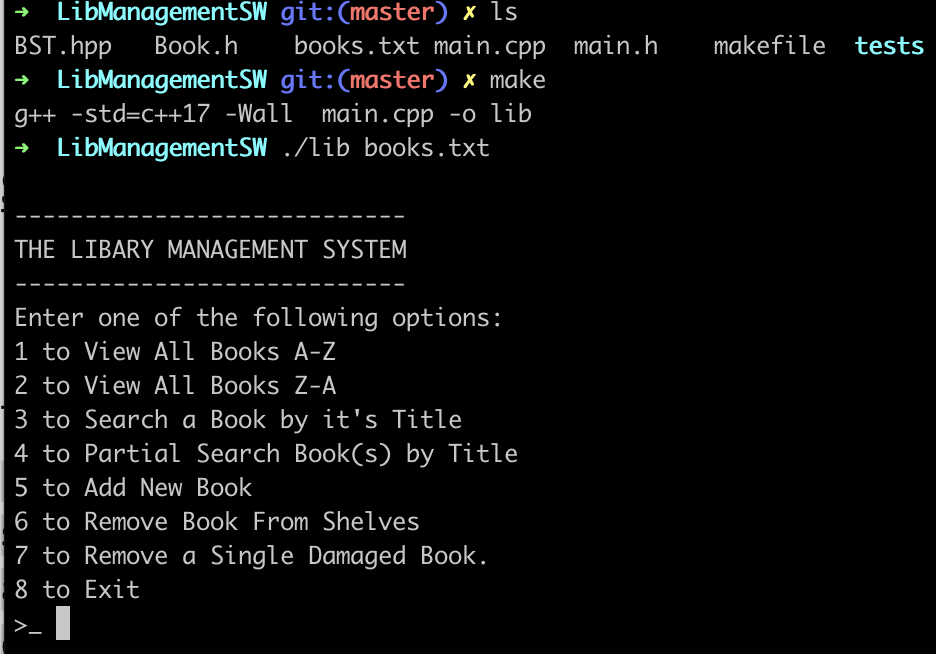 → LibManagementSW git:(master) ✗ ls
BST.hpp Book.h books.txt main.cpp main.h makefile tests
→ LibManagementSW git:(master) ✗ make
g++ -std=c++17 -Wall main.cpp -o lib
→ LibManagementSW ./lib books.txt
----------------------------
THE LIBARY MANAGEMENT SYSTEM
----------------------------
Enter one of the following options:
1 to View All Books A-Z
2 to View All Books Z-A
3 to Search a Book by it's Title
4 to Partial Search Book(s) by Title
5 to Add New Book
6 to Remove Book From Shelves
7 to Remove a Single Damaged Book.
8 to Exit
>_